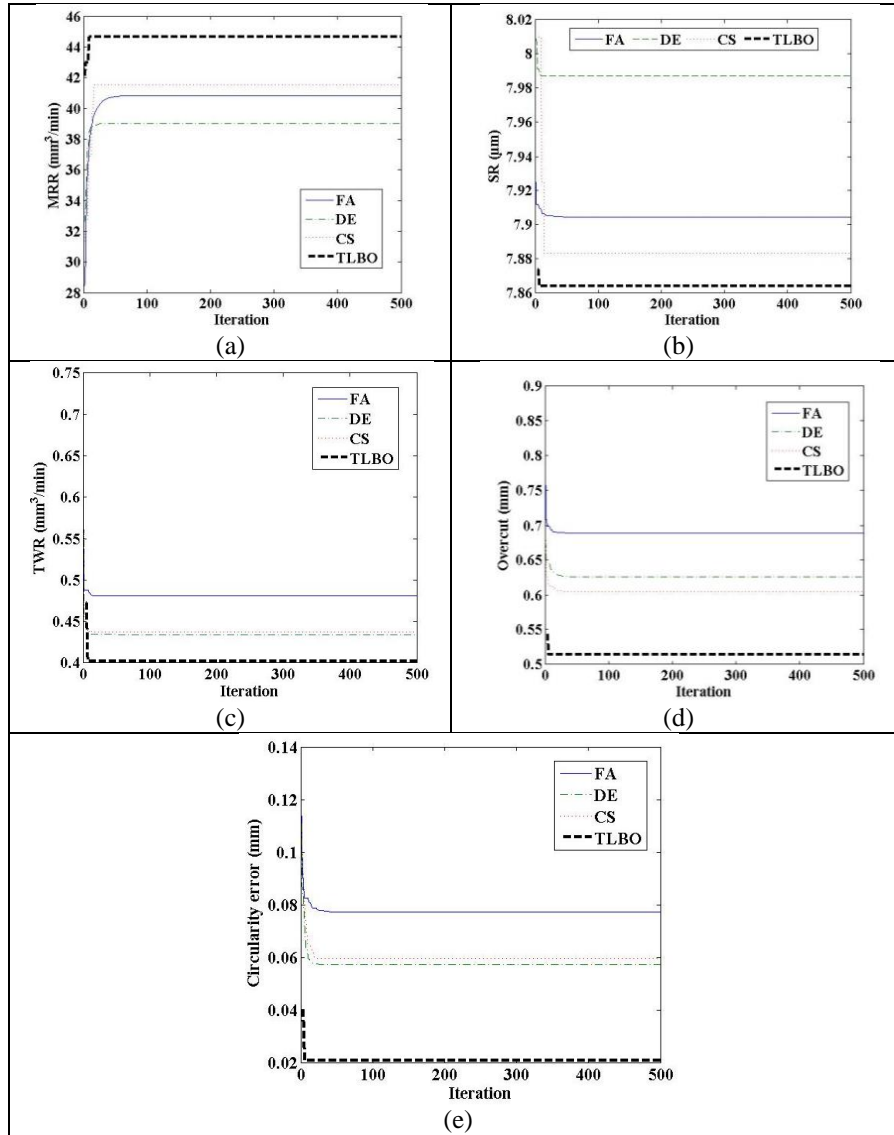 46
44
42
40
38
36
34
32
30
28
MRR (mm³/min)
FA
DE
CS
TLBO
0 100 200 300 400 500
Iteration
(a)
8.02
8
7.98
7.96
7.94
7.92
7.9
7.88
7.86
SR (µm)
FA DE CS TLBO
0 100 200 300 400 500
Iteration
(b)
0.75
0.7
0.65
0.6
0.55
0.5
0.45
0.4
TWR (mm³/min)
FA
DE
CS
TLBO
0 100 200 300 400 500
Iteration
(c)
0.9
0.85
0.8
0.75
0.7
0.65
0.6
0.55
0.5
Overcut (mm)
FA
DE
CS
TLBO
0 100 200 300 400 500
Iteration
(d)
0.14
0.12
0.1
0.08
0.06
0.04
0.02
Circularity error (mm)
FA
DE
CS
TLBO
0 100 200 300 400 500
Iteration
(e)